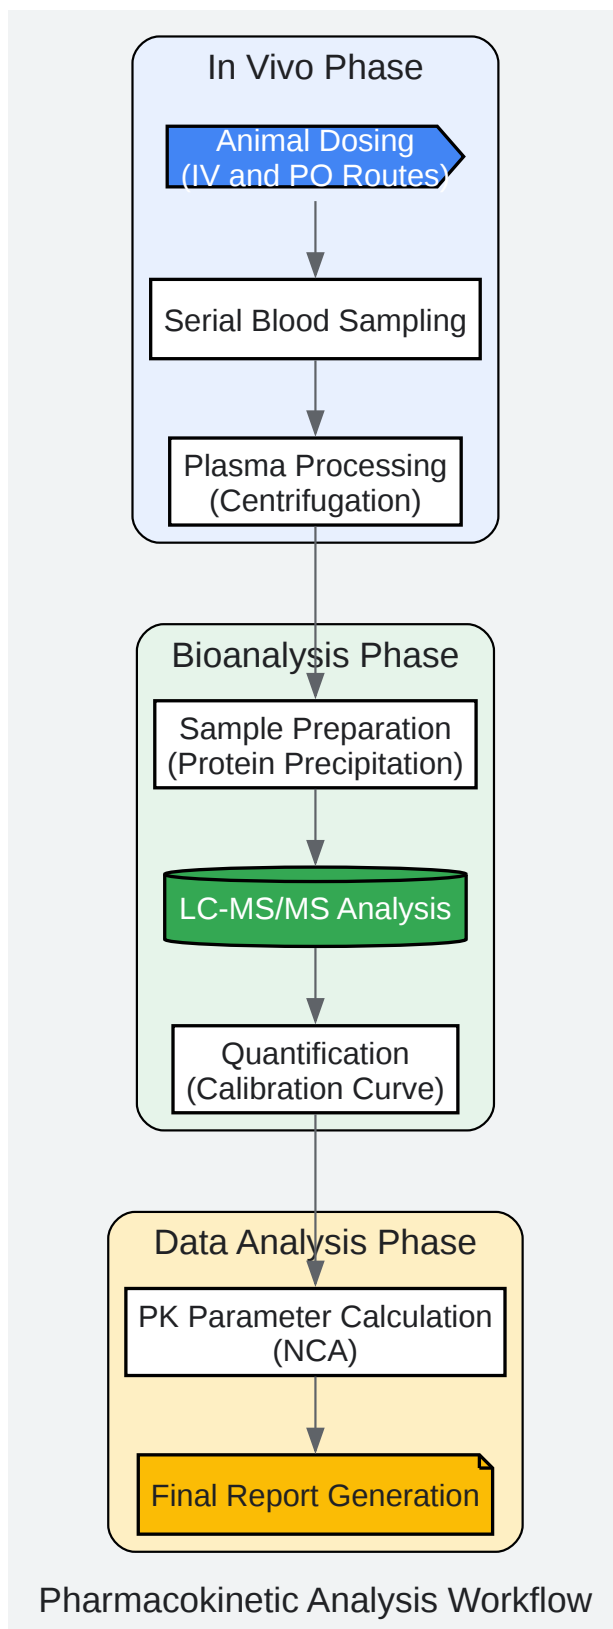 In Vivo Phase
Animal Dosing
(IV and PO Routes)
Serial Blood Sampling
Plasma Processing
(Centrifugation)
Bioanalysis Phase
Sample Preparation
(Protein Precipitation)
LC-MS/MS Analysis
Quantification
(Calibration Curve)
Data Analysis Phase
PK Parameter Calculation
(NCA)
Final Report Generation
Pharmacokinetic Analysis Workflow